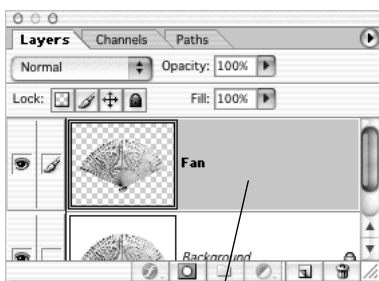 Layers Channels Paths
Normal Opacity: 100%
Lock: Fill: 100%
Fan
Background